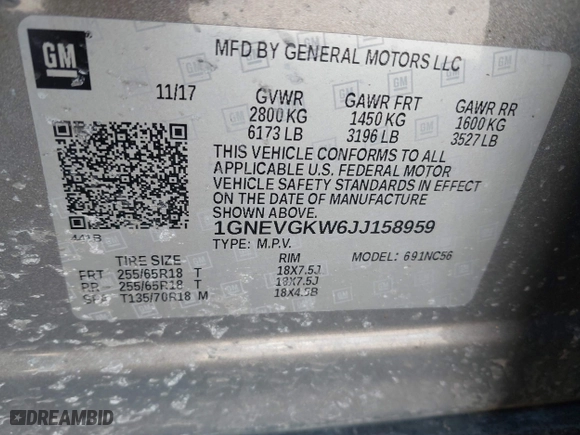 GM
MFD BY GENERAL MOTORS LLC
11/17
GVWR GAWR FRT GAWR RR
2800 KG 1450 KG 1600 KG
6173 LB 3196 LB 3527 LB
THIS VEHICLE CONFORMS TO ALL
APPLICABLE U.S. FEDERAL MOTOR
VEHICLE SAFETY STANDARDS IN EFFECT
ON THE DATE OF MANUFACTURE
SHOWN ABOVE.
1GNEVGKW6JJ158959
TYPE: M.P.V.
TIRE SIZE RIM MODEL: 691NC56
FRT 255/65R18 T 18X7.5J
RR 255/65R18 T 18X7.5J
SPA T135/70R18 M 18X4.5B
DREAMBID